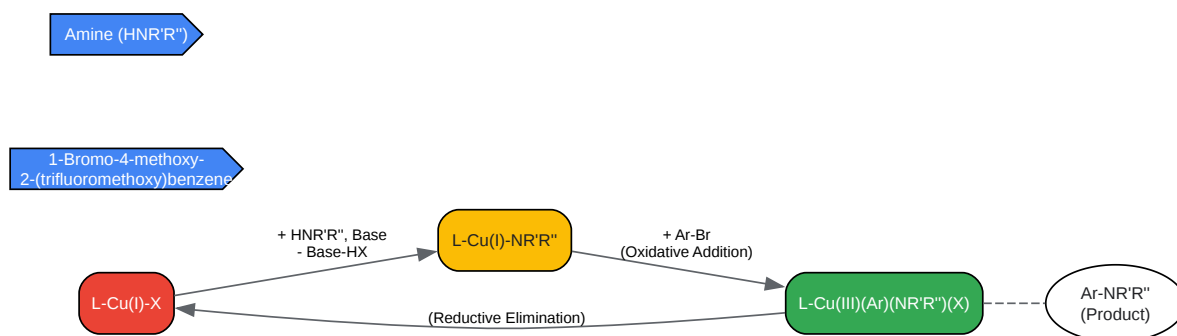 Amine (HNR'R'')
1-Bromo-4-methoxy-
2-(trifluoromethoxy)benzene
+ HNR'R'', Base
- Base-HX
L-Cu(I)-NR'R''
+ Ar-Br
(Oxidative Addition)
L-Cu(I)-X
(Reductive Elimination)
L-Cu(III)(Ar)(NR'R'')(X)
Ar-NR'R''
(Product)